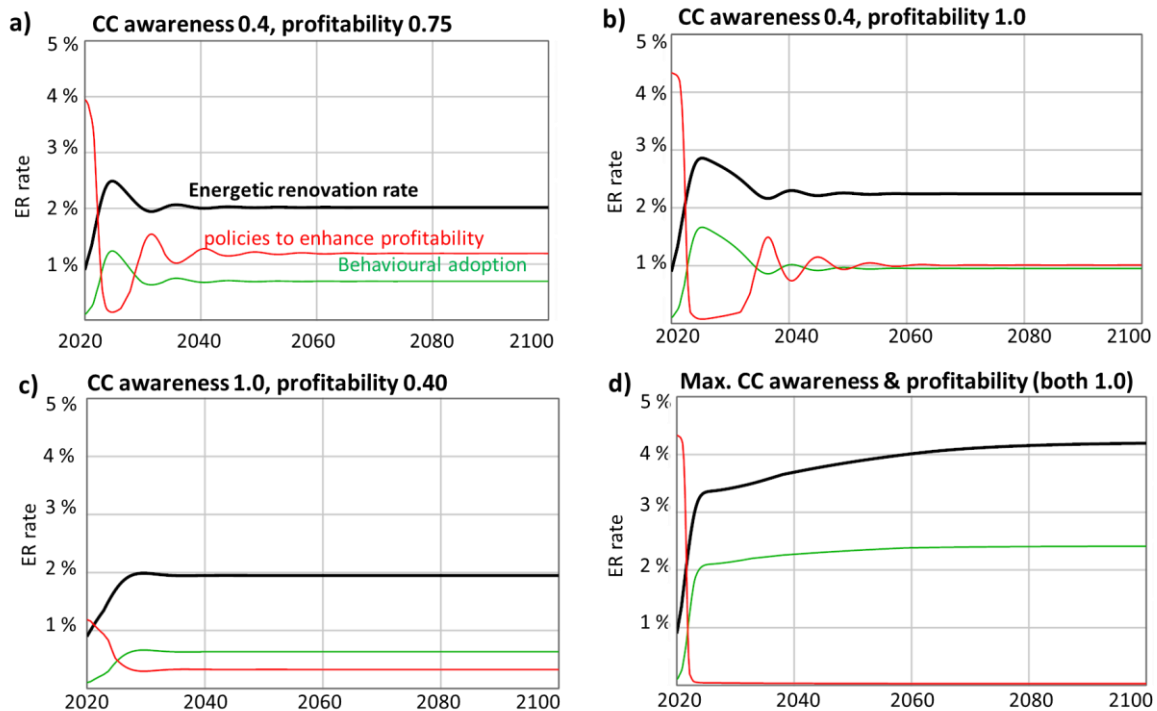 a) CC awareness 0.4, profitability 0.75
5 %
4 %
3 %
2 %
1 %
ER rate
Energetic renovation rate
policies to enhance profitability
Behavioural adoption
2020 2040 2060 2080 2100
b) CC awareness 0.4, profitability 1.0
5 %
4 %
3 %
2 %
1 %
ER rate
2020 2040 2060 2080 2100
c) CC awareness 1.0, profitability 0.40
5 %
4 %
3 %
2 %
1 %
ER rate
2020 2040 2060 2080 2100
d) Max. CC awareness & profitability (both 1.0)
5 %
4 %
3 %
2 %
1 %
ER rate
2020 2040 2060 2080 2100